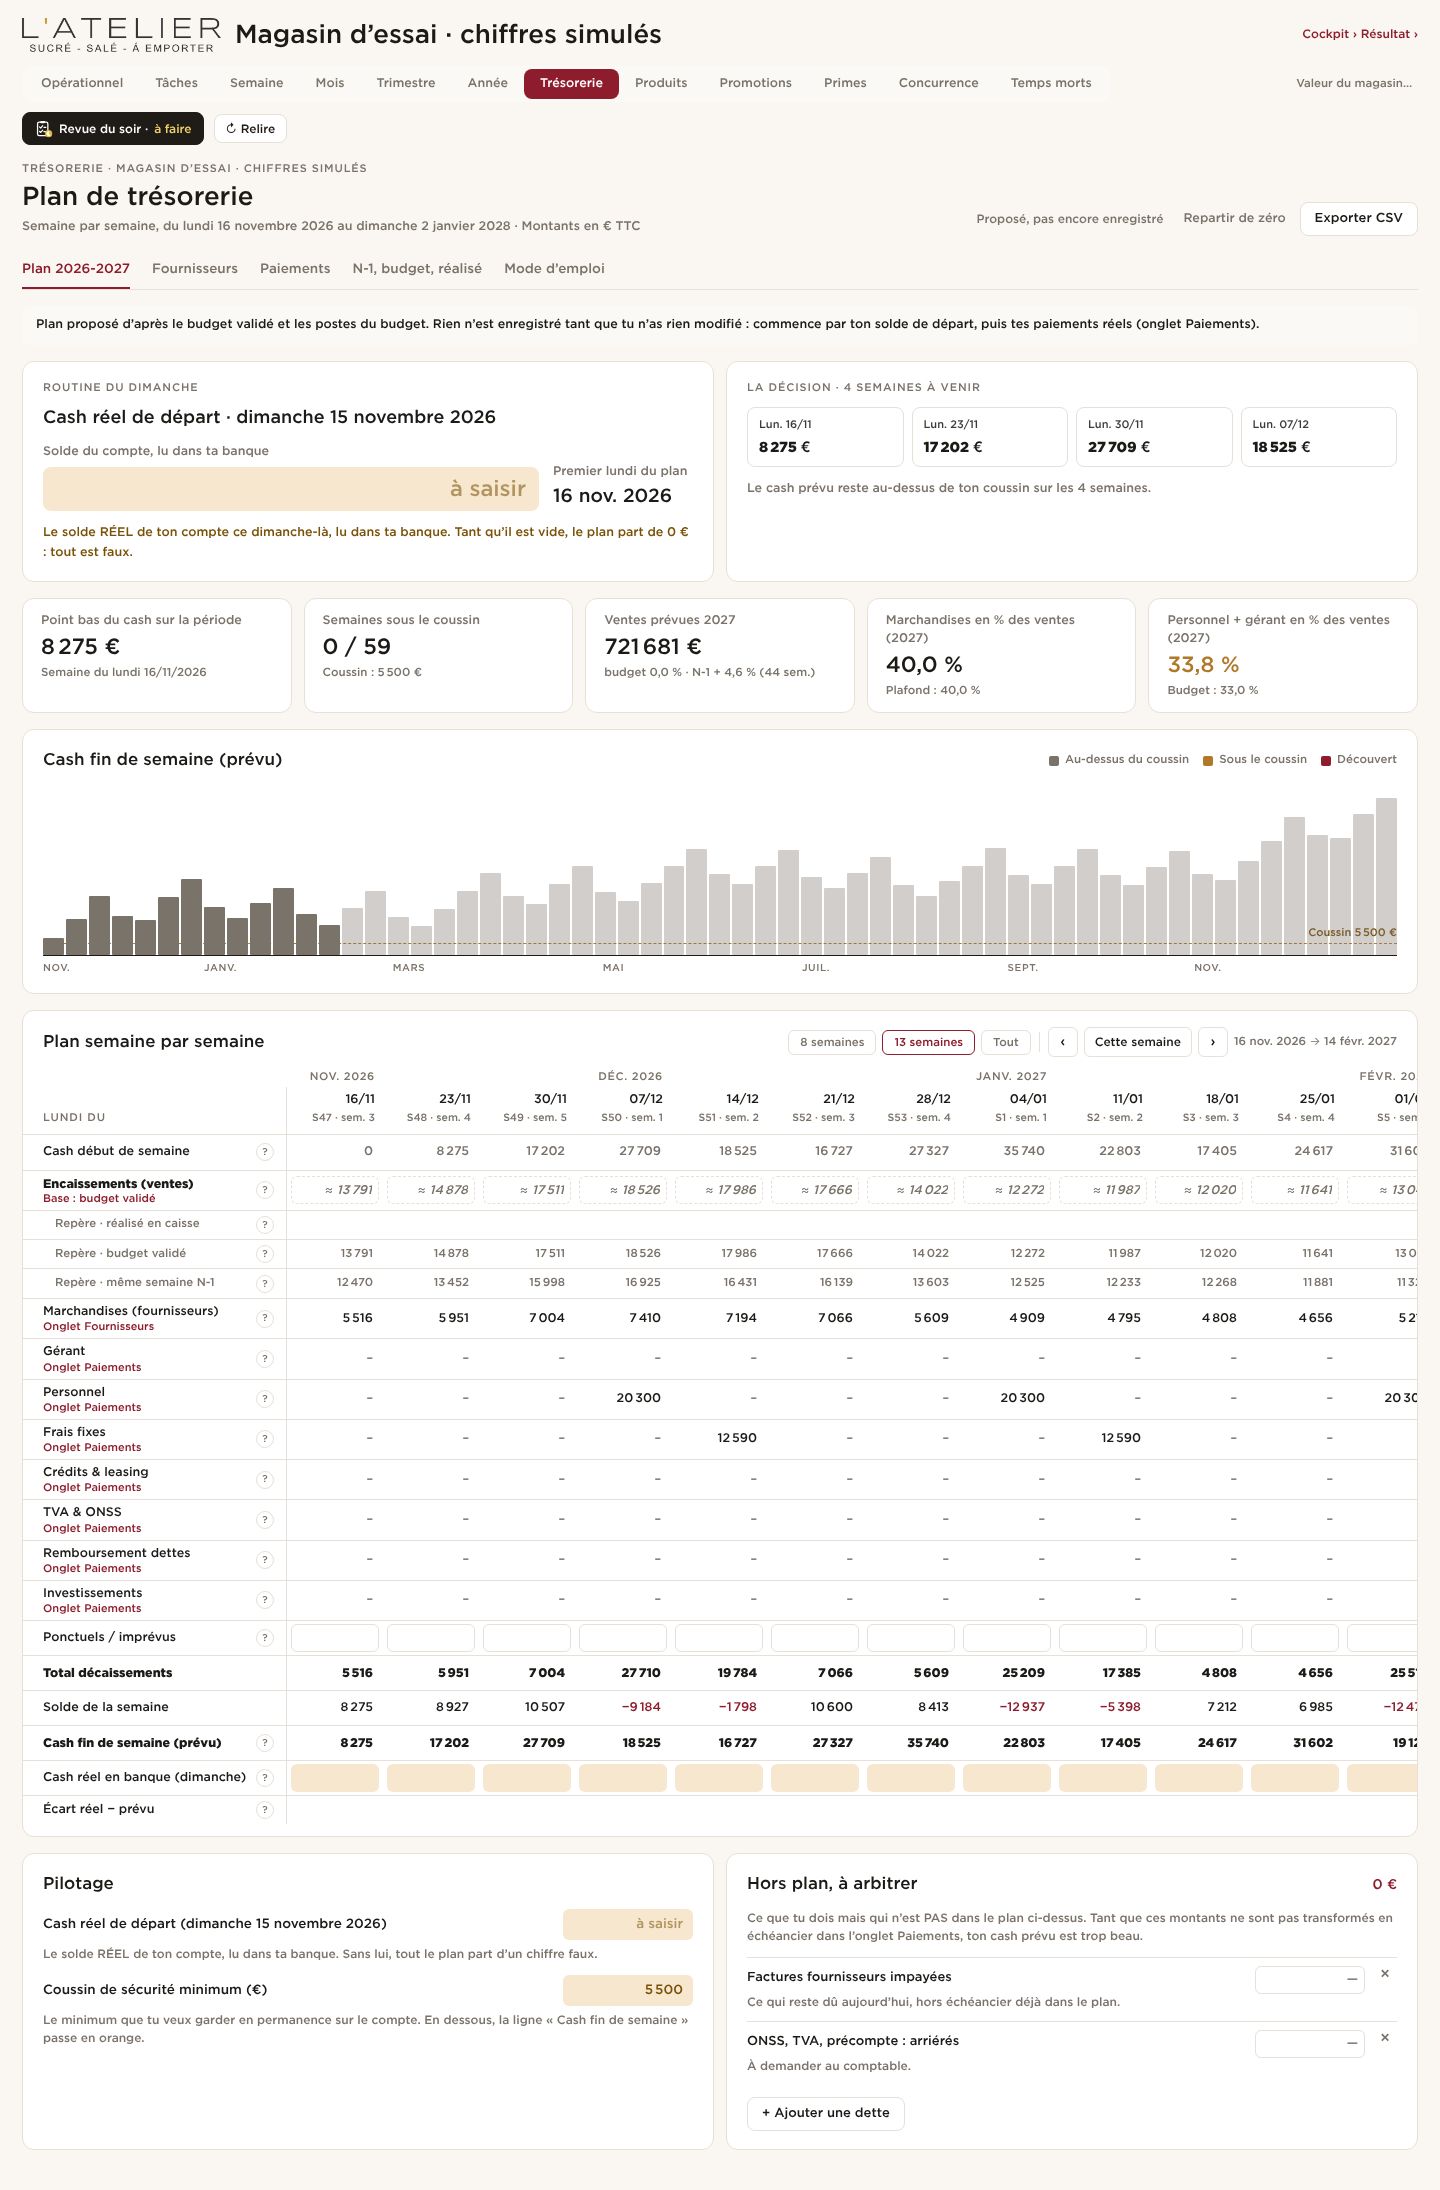 L'ATELIER
SUCRÉ - SALÉ - À EMPORTER
Magasin d’essai · chiffres simulés
Cockpit › Résultat ›
Opérationnel Tâches Semaine Mois Trimestre Année Trésorerie Produits Promotions Primes Concurrence Temps morts Valeur du magasin...
Revue du soir · à faire ↻ Relire
TRÉSORERIE · MAGASIN D’ESSAI · CHIFFRES SIMULÉS
Plan de trésorerie
Semaine par semaine, du lundi 16 novembre 2026 au dimanche 2 janvier 2028 · Montants en € TTC
Proposé, pas encore enregistré Repartir de zéro Exporter CSV
Plan 2026-2027 Fournisseurs Paiements N-1, budget, réalisé Mode d’emploi
Plan proposé d’après le budget validé et les postes du budget. Rien n’est enregistré tant que tu n’as rien modifié : commence par ton solde de départ, puis tes paiements réels (onglet Paiements).
ROUTINE DU DIMANCHE
Cash réel de départ · dimanche 15 novembre 2026
Solde du compte, lu dans ta banque
à saisir
Premier lundi du plan
16 nov. 2026
Le solde RÉEL de ton compte ce dimanche-là, lu dans ta banque. Tant qu’il est vide, le plan part de 0 €
: tout est faux.
LA DÉCISION · 4 SEMAINES À VENIR
Lun. 16/11 Lun. 23/11 Lun. 30/11 Lun. 07/12
8 275 € 17 202 € 27 709 € 18 525 €
Le cash prévu reste au-dessus de ton coussin sur les 4 semaines.
Point bas du cash sur la période
8 275 €
Semaine du lundi 16/11/2026
Semaines sous le coussin
0 / 59
Coussin : 5 500 €
Ventes prévues 2027
721 681 €
budget 0,0 % · N-1 + 4,6 % (44 sem.)
Marchandises en % des ventes
(2027)
40,0 %
Plafond : 40,0 %
Personnel + gérant en % des ventes
(2027)
33,8 %
Budget : 33,0 %
Cash fin de semaine (prévu)
Au-dessus du coussin Sous le coussin Découvert
Coussin 5 500 €
NOV. JANV. MARS MAI JUIL. SEPT. NOV.
Plan semaine par semaine
8 semaines 13 semaines Tout ‹ Cette semaine › 16 nov. 2026 → 14 févr. 2027
NOV. 2026 DÉC. 2026 JANV. 2027 FÉVR. 20
16/11 23/11 30/11 07/12 14/12 21/12 28/12 04/01 11/01 18/01 25/01 01/0
LUNDI DU S47 · sem. 3 S48 · sem. 4 S49 · sem. 5 S50 · sem. 1 S51 · sem. 2 S52 · sem. 3 S53 · sem. 4 S1 · sem. 1 S2 · sem. 2 S3 · sem. 3 S4 · sem. 4 S5 · sem
Cash début de semaine ? 0 8 275 17 202 27 709 18 525 16 727 27 327 35 740 22 803 17 405 24 617 31 60
Encaissements (ventes) ? ≈ 13 791 ≈ 14 878 ≈ 17 511 ≈ 18 526 ≈ 17 986 ≈ 17 666 ≈ 14 022 ≈ 12 272 ≈ 11 987 ≈ 12 020 ≈ 11 641 ≈ 13 04
Base : budget validé
Repère · réalisé en caisse ?
Repère · budget validé ? 13 791 14 878 17 511 18 526 17 986 17 666 14 022 12 272 11 987 12 020 11 641 13 0
Repère · même semaine N-1 ? 12 470 13 452 15 998 16 925 16 431 16 139 13 603 12 525 12 233 12 268 11 881 11 3
Marchandises (fournisseurs) ? 5 516 5 951 7 004 7 410 7 194 7 066 5 609 4 909 4 795 4 808 4 656 5 2
Onglet Fournisseurs
Gérant ? – – – – – – – – – – –
Onglet Paiements
Personnel ? – – – 20 300 – – – 20 300 – – – 20 30
Onglet Paiements
Frais fixes ? – – – – 12 590 – – – 12 590 – –
Onglet Paiements
Crédits & leasing ? – – – – – – – – – – –
Onglet Paiements
TVA & ONSS ? – – – – – – – – – – –
Onglet Paiements
Remboursement dettes ? – – – – – – – – – – –
Onglet Paiements
Investissements ? – – – – – – – – – – –
Onglet Paiements
Ponctuels / imprévus ?
Total décaissements 5 516 5 951 7 004 27 710 19 784 7 066 5 609 25 209 17 385 4 808 4 656 25 5
Solde de la semaine 8 275 8 927 10 507 −9 184 −1 798 10 600 8 413 −12 937 −5 398 7 212 6 985 −12 4
Cash fin de semaine (prévu) ? 8 275 17 202 27 709 18 525 16 727 27 327 35 740 22 803 17 405 24 617 31 602 19 12
Cash réel en banque (dimanche) ?
Écart réel − prévu ?
Pilotage
Cash réel de départ (dimanche 15 novembre 2026) à saisir
Le solde RÉEL de ton compte, lu dans ta banque. Sans lui, tout le plan part d’un chiffre faux.
Coussin de sécurité minimum (€) 5 500
Le minimum que tu veux garder en permanence sur le compte. En dessous, la ligne « Cash fin de semaine »
passe en orange.
Hors plan, à arbitrer 0 €
Ce que tu dois mais qui n’est PAS dans le plan ci-dessus. Tant que ces montants ne sont pas transformés en
échéancier dans l’onglet Paiements, ton cash prévu est trop beau.
Factures fournisseurs impayées — ×
Ce qui reste dû aujourd’hui, hors échéancier déjà dans le plan.
ONSS, TVA, précompte : arriérés — ×
À demander au comptable.
+ Ajouter une dette